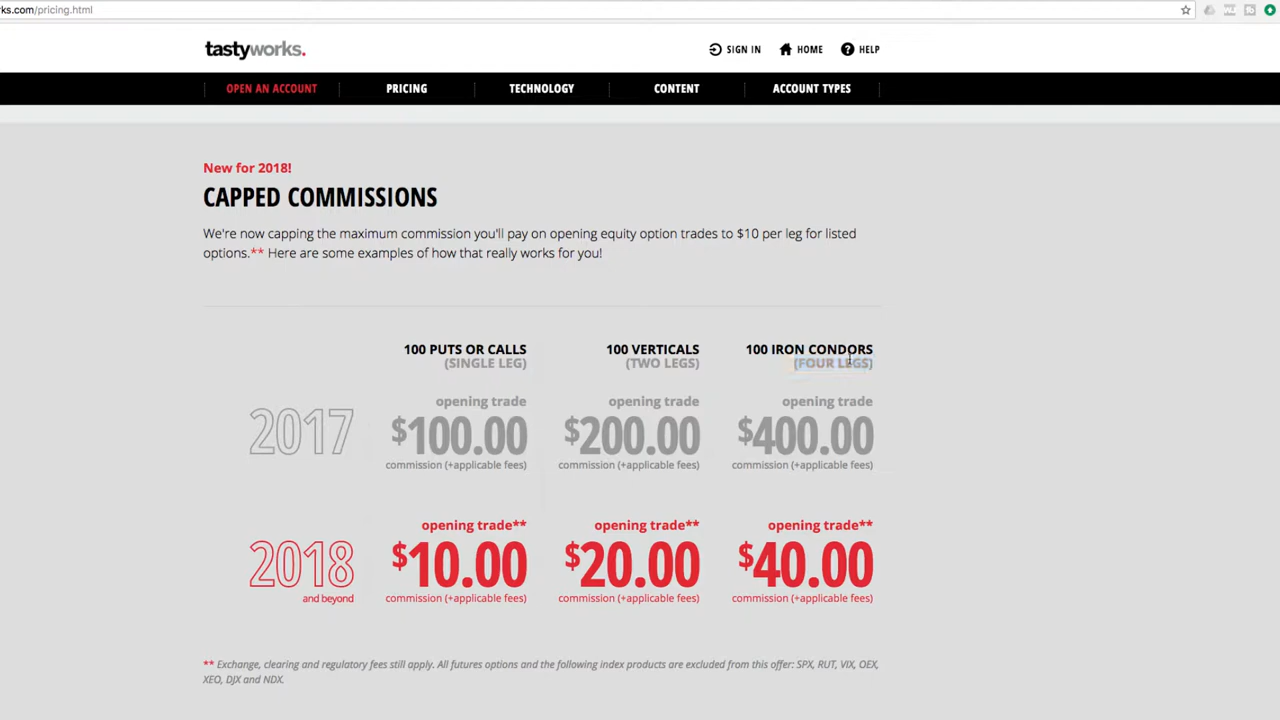 ks.com/pricing.html
tastyworks.
SIGN IN
HOME
HELP
OPEN AN ACCOUNT
PRICING
TECHNOLOGY
CONTENT
ACCOUNT TYPES
New for 2018!
CAPPED COMMISSIONS
We're now capping the maximum commission you'll pay on opening equity option trades to $10 per leg for listed
options.** Here are some examples of how that really works for you!
100 PUTS OR CALLS
(SINGLE LEG)
100 VERTICALS
(TWO LEGS)
100 IRON CONDORS
(FOUR LEGS)
2017
opening trade
$100.00
commission (+applicable fees)
opening trade
$200.00
commission (+applicable fees)
opening trade
$400.00
commission (+applicable fees)
2018
and beyond
opening trade**
$10.00
commission (+applicable fees)
opening trade**
$20.00
commission (+applicable fees)
opening trade**
$40.00
commission (+applicable fees)
** Exchange, clearing and regulatory fees still apply. All futures options and the following index products are excluded from this offer: SPX, RUT, VIX, OEX,
XEO, DJX and NDX.